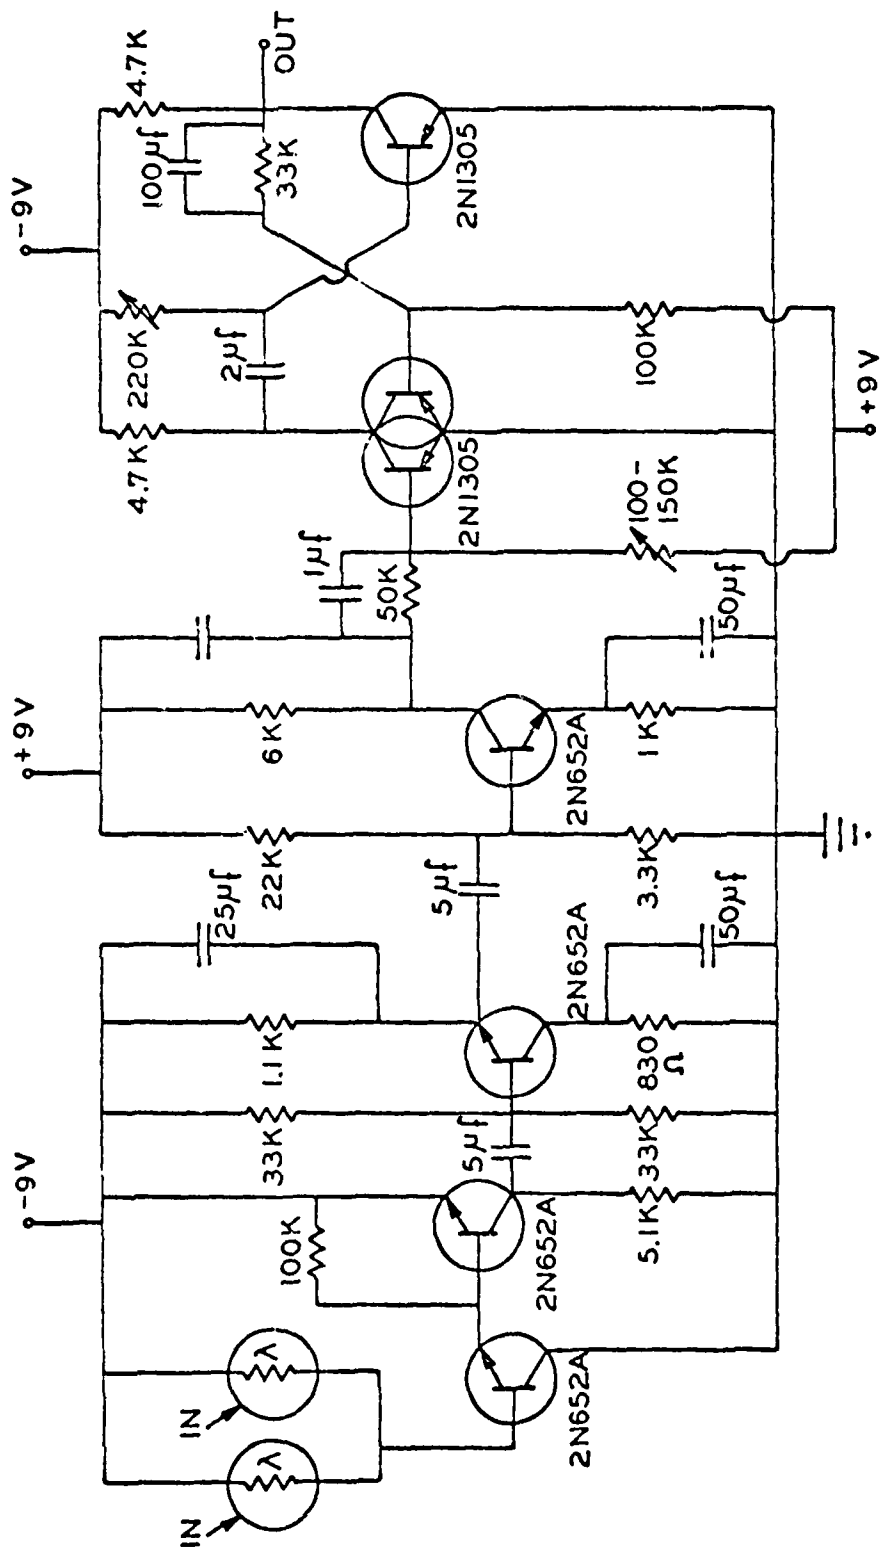 -9V
+9V
-9V
IN
IN
λ
λ
100K
33K
1.1K
25μf
22K
6K
4.7K
220K
2μf
100μf
33K
4.7K
OUT
1μf
50K
5μf
5μf
2N652A
2N652A
2N652A
2N652A
2N1305
2N1305
5.1K
33K
830
Ω
50μf
3.3K
1K
50μf
100-
150K
100K
+9V